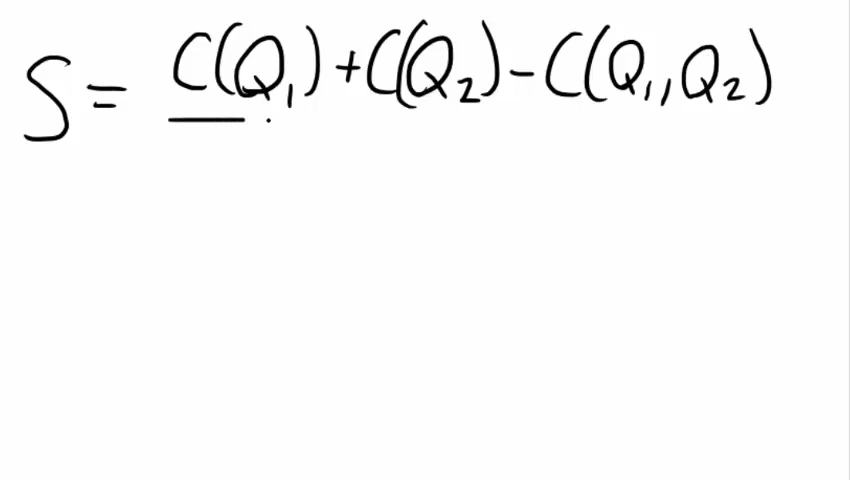 S = C(Q₁) + C(Q₂) - C(Q₁, Q₂)